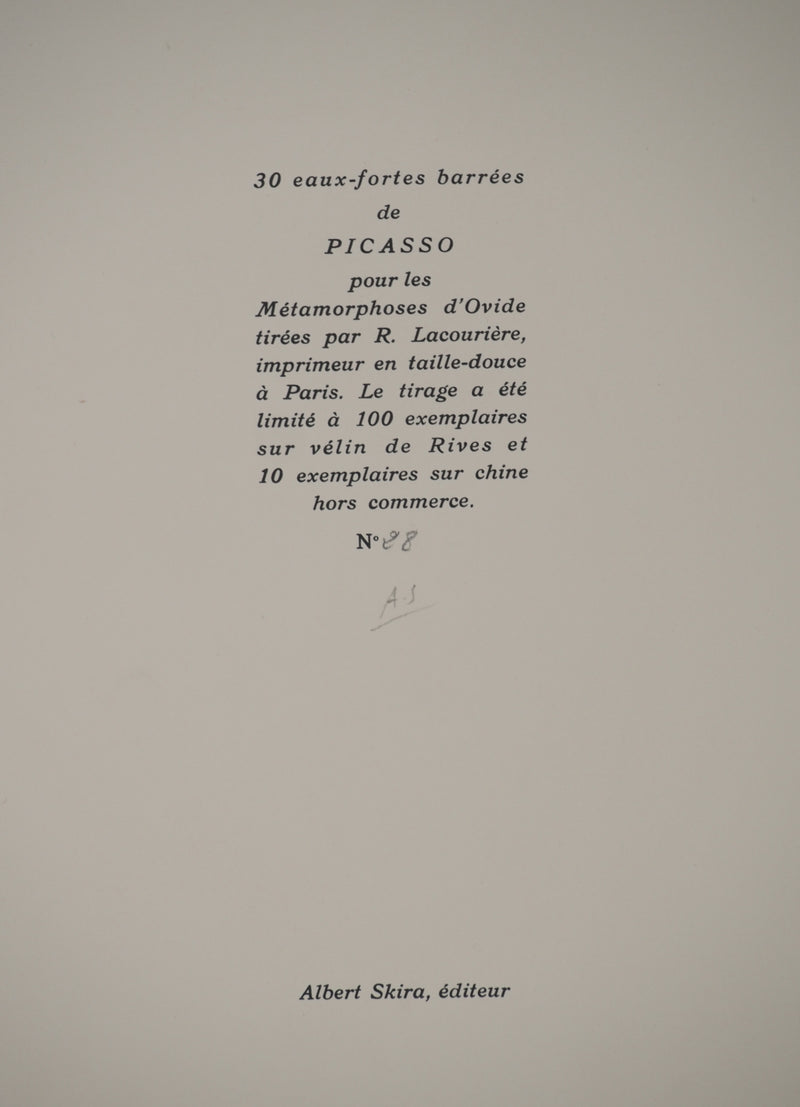 30 eaux-fortes barrées
de
PICASSO
pour les
Métamorphoses d'Ovide
tirées par R. Lacourière,
imprimeur en taille-douce
à Paris. Le tirage a été
limité à 100 exemplaires
sur vélin de Rives et
10 exemplaires sur chine
hors commerce.
N° 28
AS
Albert Skira, éditeur